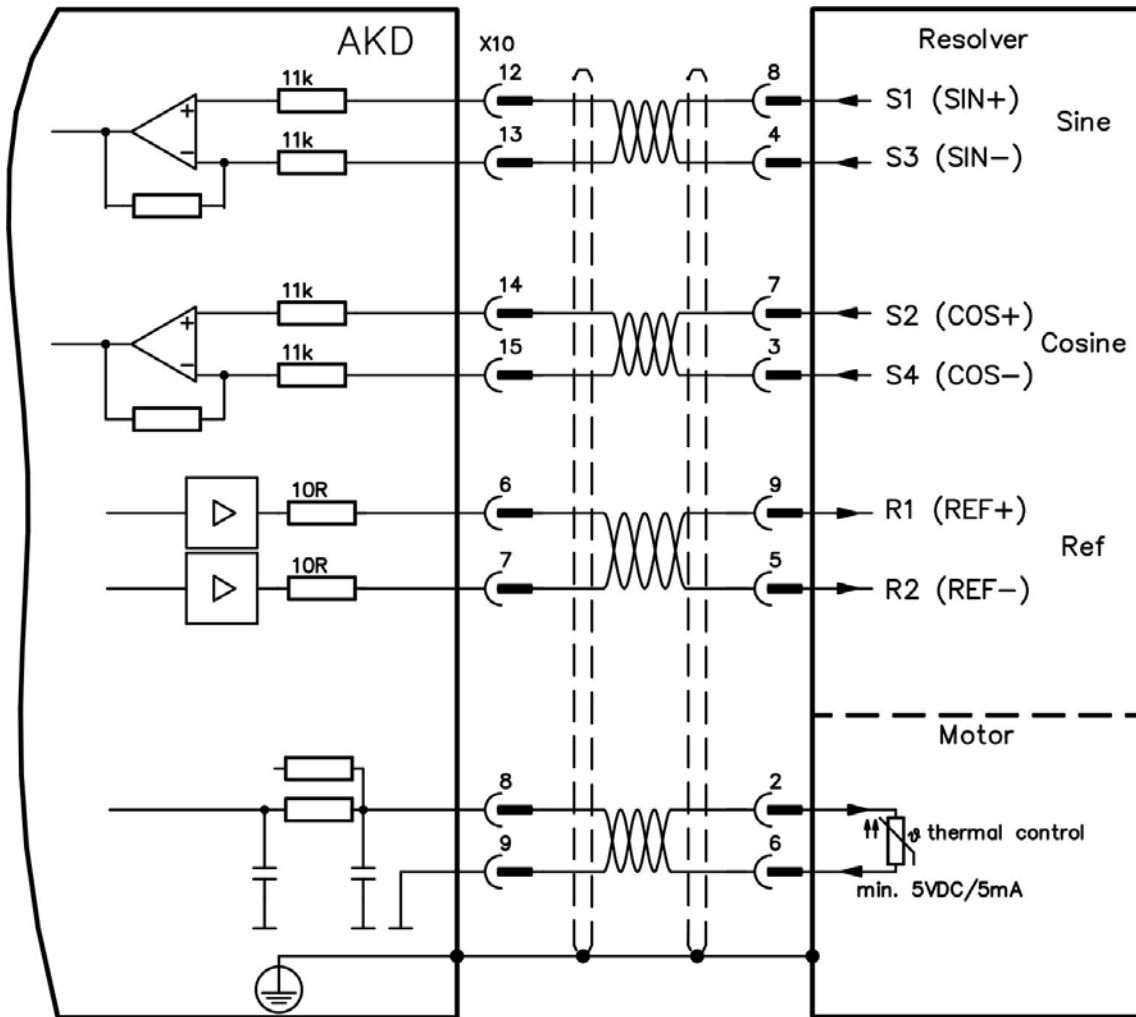 AKD
X10
Resolver
11k
12
8
S1 (SIN+)
Sine
11k
13
4
S3 (SIN-)
11k
14
7
S2 (COS+)
Cosine
11k
15
3
S4 (COS-)
10R
6
9
R1 (REF+)
Ref
10R
7
5
R2 (REF-)
Motor
8
2
ϑ thermal control
9
6
min. 5VDC/5mA